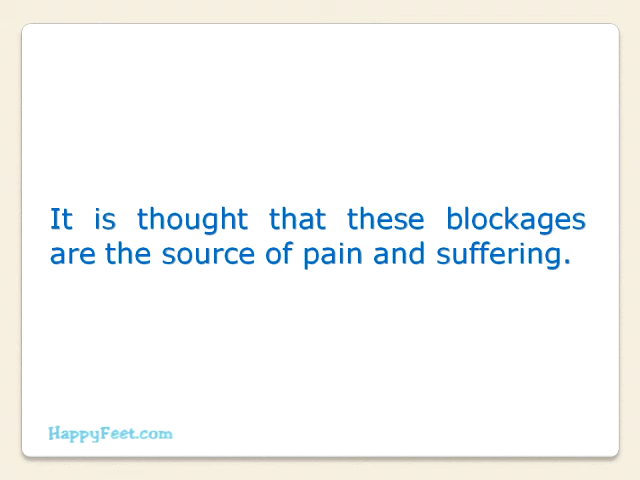 It is thought that these blockages
are the source of pain and suffering.
HappyFeet.com